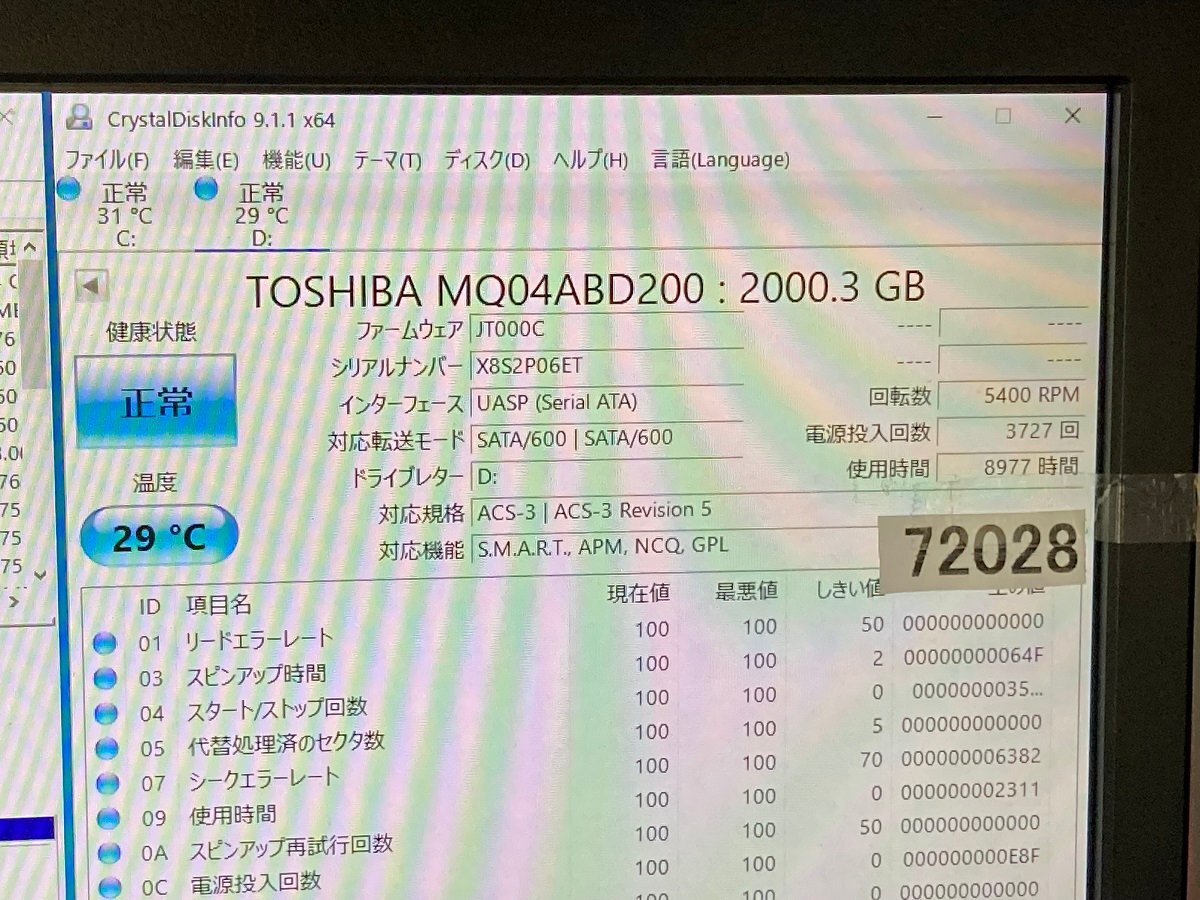 CrystalDiskInfo 9.1.1 x64
ファイル(F) 編集(E) 機能(U) テーマ(T) ディスク(D) ヘルプ(H) 言語(Language)
正常 正常
31 ℃ 29 ℃
C: D:
TOSHIBA MQ04ABD200 : 2000.3 GB
健康状態
正常
温度
29 ℃
ファームウェア JT000C ---- ----
シリアルナンバー X8S2P06ET ---- ----
インターフェース UASP (Serial ATA) 回転数 5400 RPM
対応転送モード SATA/600 | SATA/600 電源投入回数 3727 回
ドライブレター D: 使用時間 8977 時間
対応規格 ACS-3 | ACS-3 Revision 5
対応機能 S.M.A.R.T., APM, NCQ, GPL
72028
ID 項目名 現在値 最悪値 しきい値
01 リードエラーレート 100 100 50 000000000000
03 スピンアップ時間 100 100 2 00000000064F
04 スタート/ストップ回数 100 100 0 0000000035...
05 代替処理済のセクタ数 100 100 5 000000000000
07 シークエラーレート 100 100 70 000000006382
09 使用時間 100 100 0 000000002311
0A スピンアップ再試行回数 100 100 50 000000000000
0C 電源投入回数 100 100 0 000000000E8F
100 100 0 000000000000